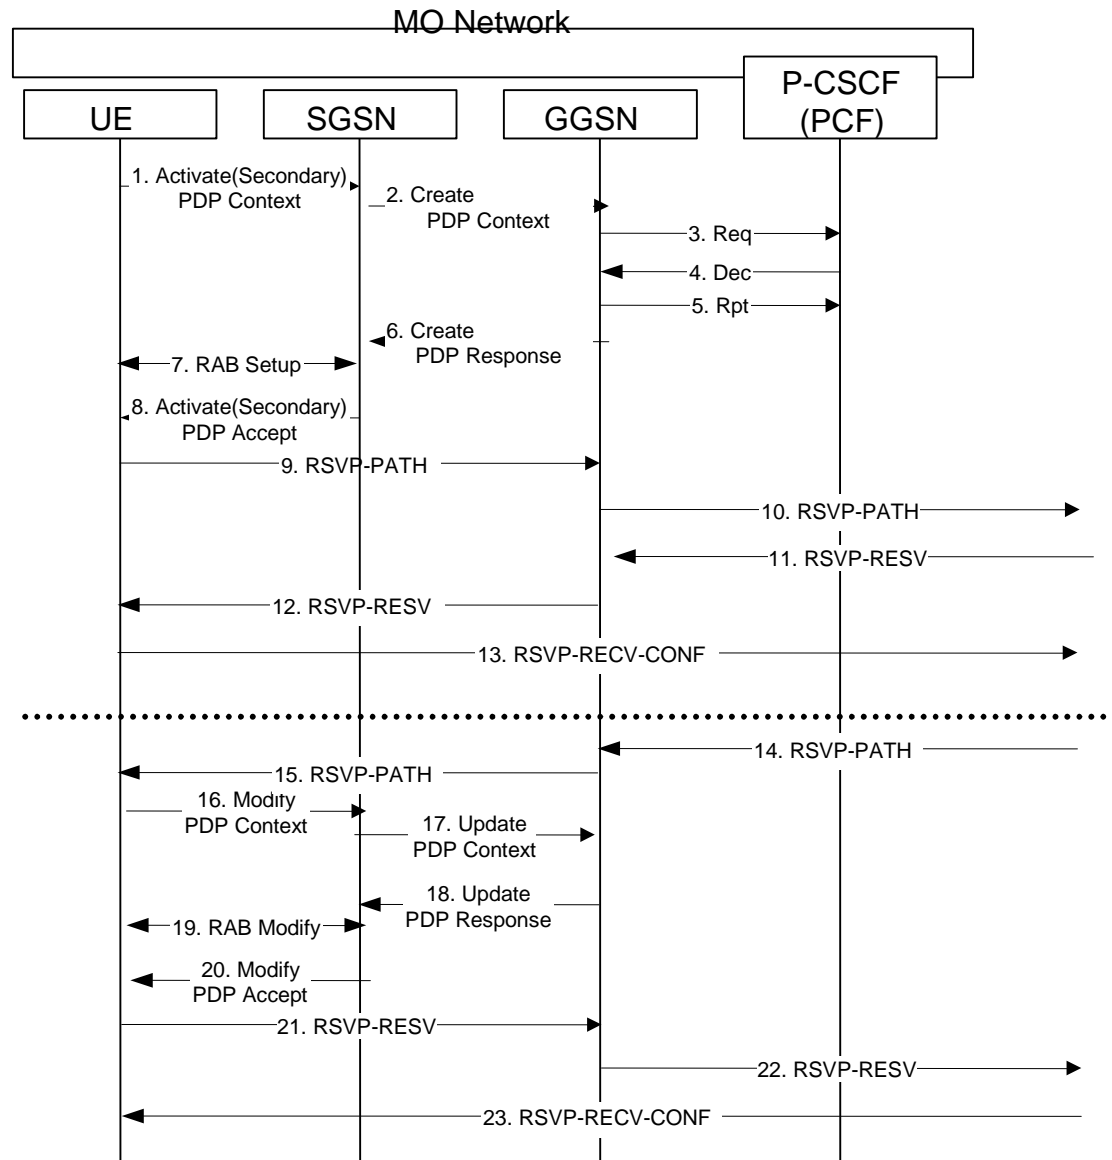 MO Network
UE
SGSN
GGSN
P-CSCF
(PCF)
1. Activate(Secondary)
PDP Context
2. Create
PDP Context
3. Req
4. Dec
5. Rpt
6. Create
PDP Response
7. RAB Setup
8. Activate(Secondary)
PDP Accept
9. RSVP-PATH
10. RSVP-PATH
11. RSVP-RESV
12. RSVP-RESV
13. RSVP-RECV-CONF
14. RSVP-PATH
15. RSVP-PATH
16. Modify
PDP Context
17. Update
PDP Context
18. Update
PDP Response
19. RAB Modify
20. Modify
PDP Accept
21. RSVP-RESV
22. RSVP-RESV
23. RSVP-RECV-CONF